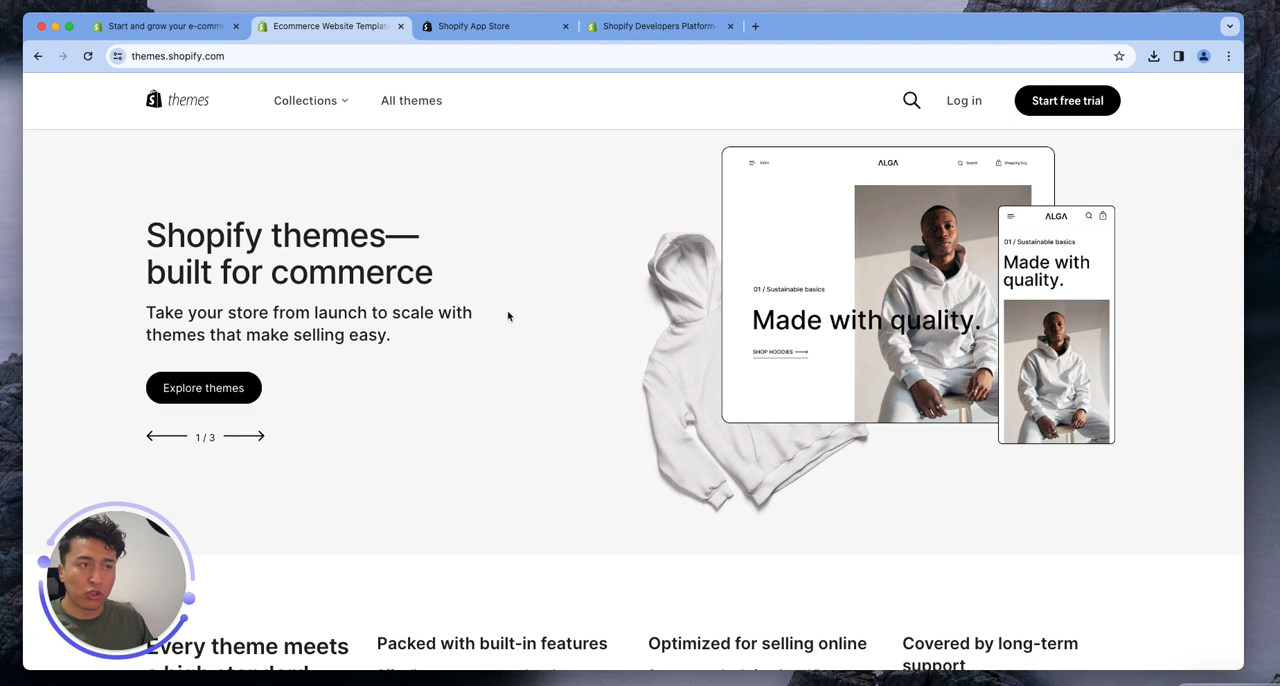 Start and grow your e-comm
Ecommerce Website Templat
Shopify App Store
Shopify Developers Platform
themes.shopify.com
themes
Collections
All themes
Log in
Start free trial
Shopify themes—
built for commerce
Take your store from launch to scale with
themes that make selling easy.
Explore themes
1 / 3
Index
ALGA
Search
Shopping bag
01 / Sustainable basics
Made with quality.
SHOP HOODIES
ALGA
01 / Sustainable basics
Made with
quality.
Every theme meets
a high standard
Packed with built-in features
Optimized for selling online
Covered by long-term
support